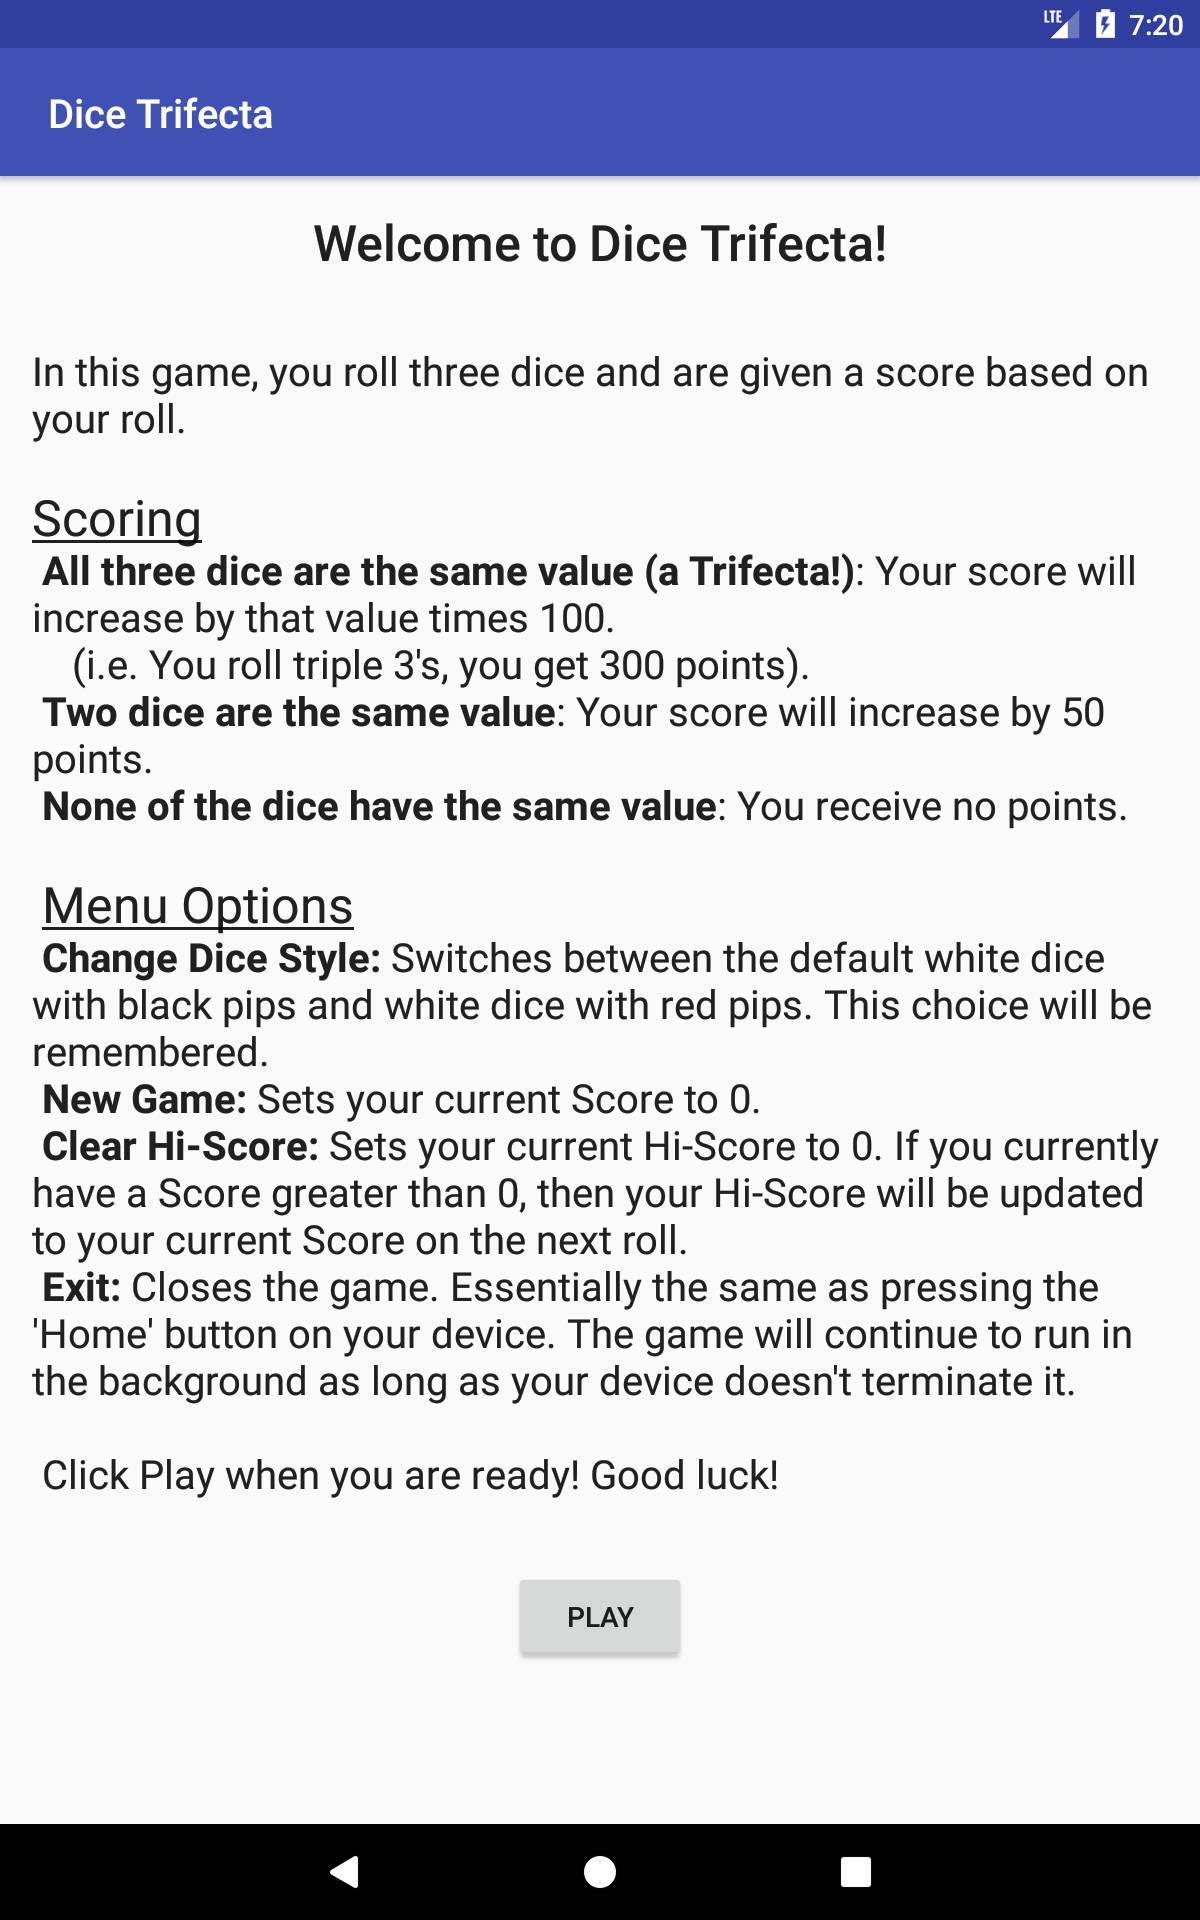 LTE 7:20
Dice Trifecta
Welcome to Dice Trifecta!
In this game, you roll three dice and are given a score based on
your roll.
Scoring
All three dice are the same value (a Trifecta!): Your score will
increase by that value times 100.
(i.e. You roll triple 3's, you get 300 points).
Two dice are the same value: Your score will increase by 50
points.
None of the dice have the same value: You receive no points.
Menu Options
Change Dice Style: Switches between the default white dice
with black pips and white dice with red pips. This choice will be
remembered.
New Game: Sets your current Score to 0.
Clear Hi-Score: Sets your current Hi-Score to 0. If you currently
have a Score greater than 0, then your Hi-Score will be updated
to your current Score on the next roll.
Exit: Closes the game. Essentially the same as pressing the
'Home' button on your device. The game will continue to run in
the background as long as your device doesn't terminate it.
Click Play when you are ready! Good luck!
PLAY